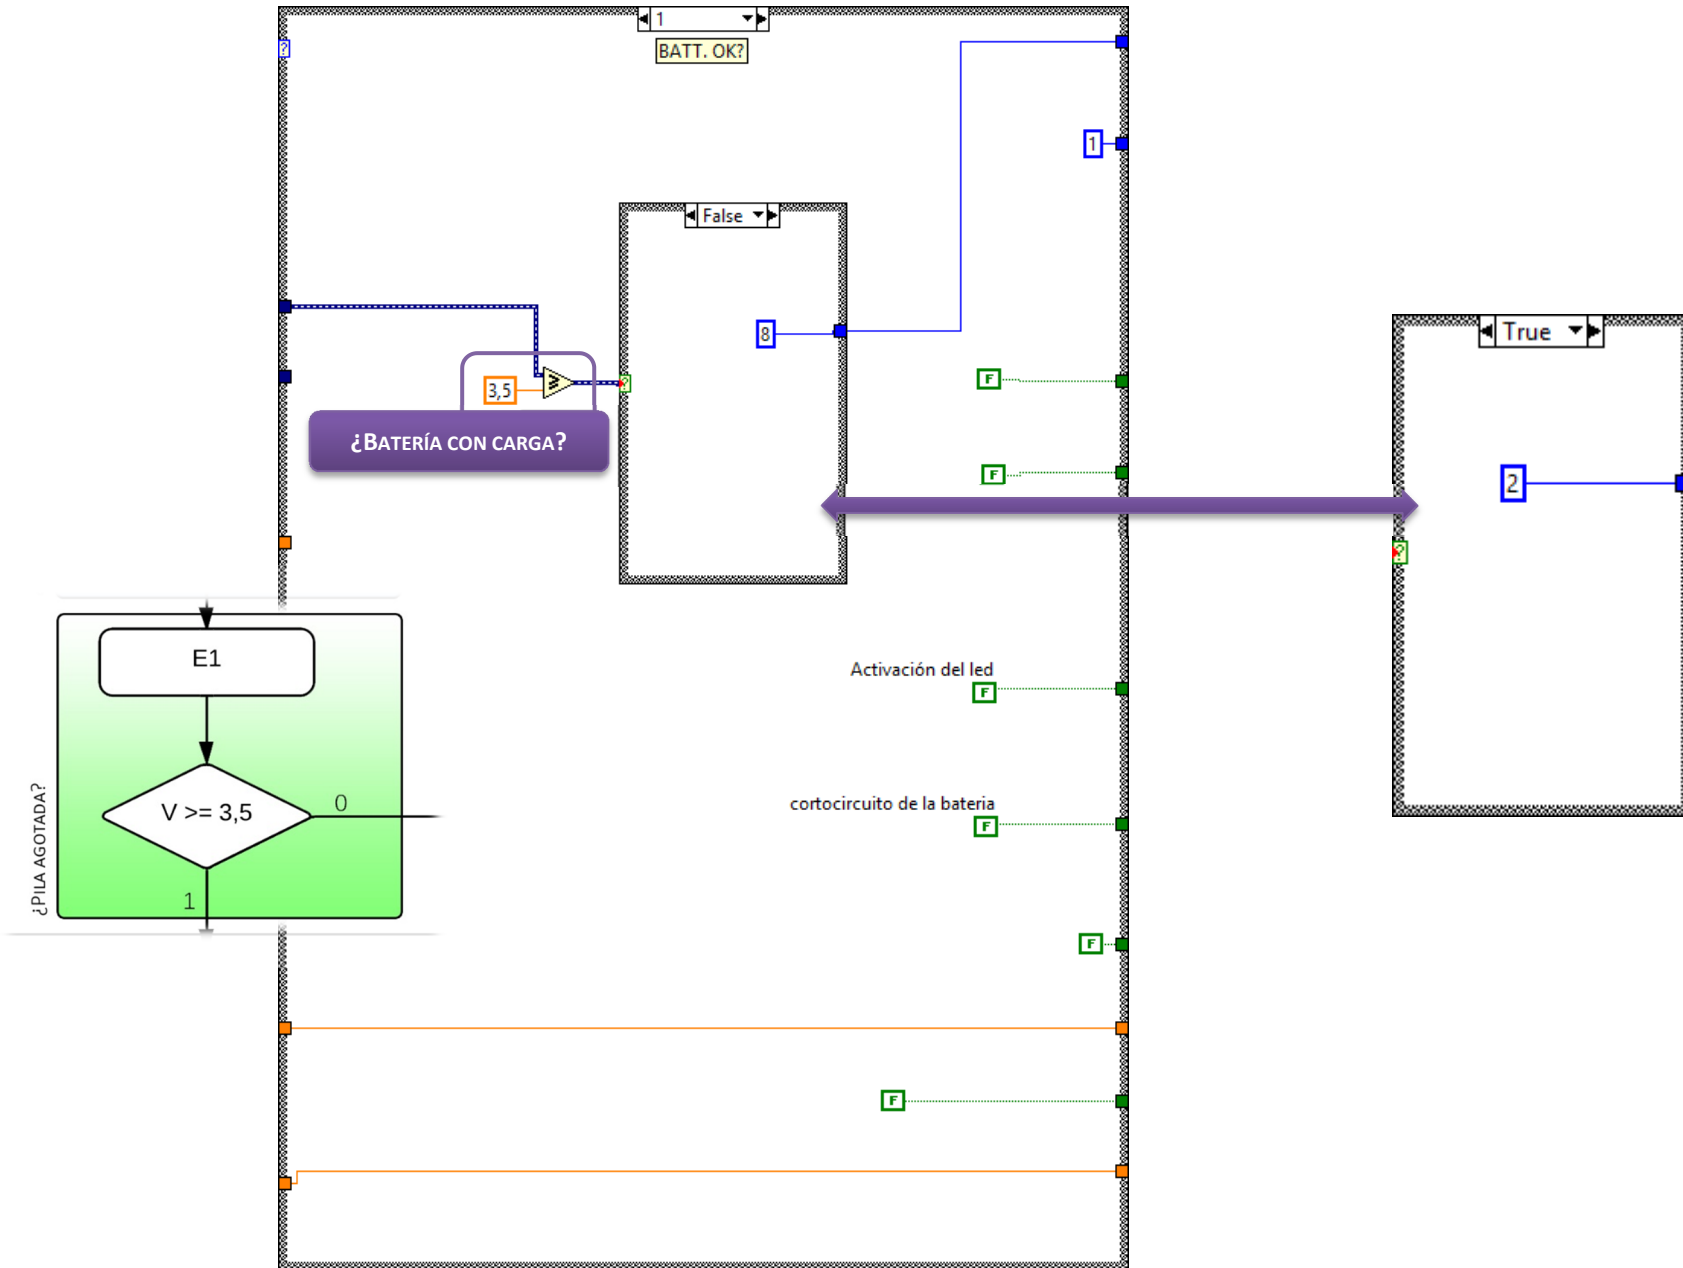 1
BATT. OK?
?
1
False
8
3,5
≥
?
¿BATERÍA CON CARGA?
F
F
True
2
?
E1
V >= 3,5
0
1
¿PILA AGOTADA?
Activación del led
F
cortocircuito de la bateria
F
F
F